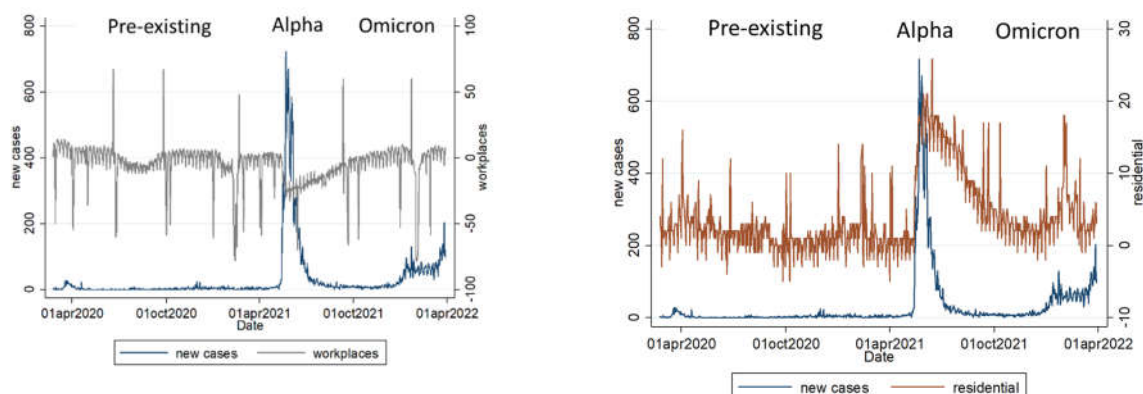 Pre-existing Alpha Omicron
800
600
400
200
0
new cases
100
50
0
-50
-100
workplaces
01apr2020 01oct2020 01apr2021 01oct2021 01apr2022
Date
new cases workplaces
Pre-existing Alpha Omicron
800
600
400
200
0
new cases
30
20
10
0
-10
residential
01apr2020 01oct2020 01apr2021 01oct2021 01apr2022
Date
new cases residential